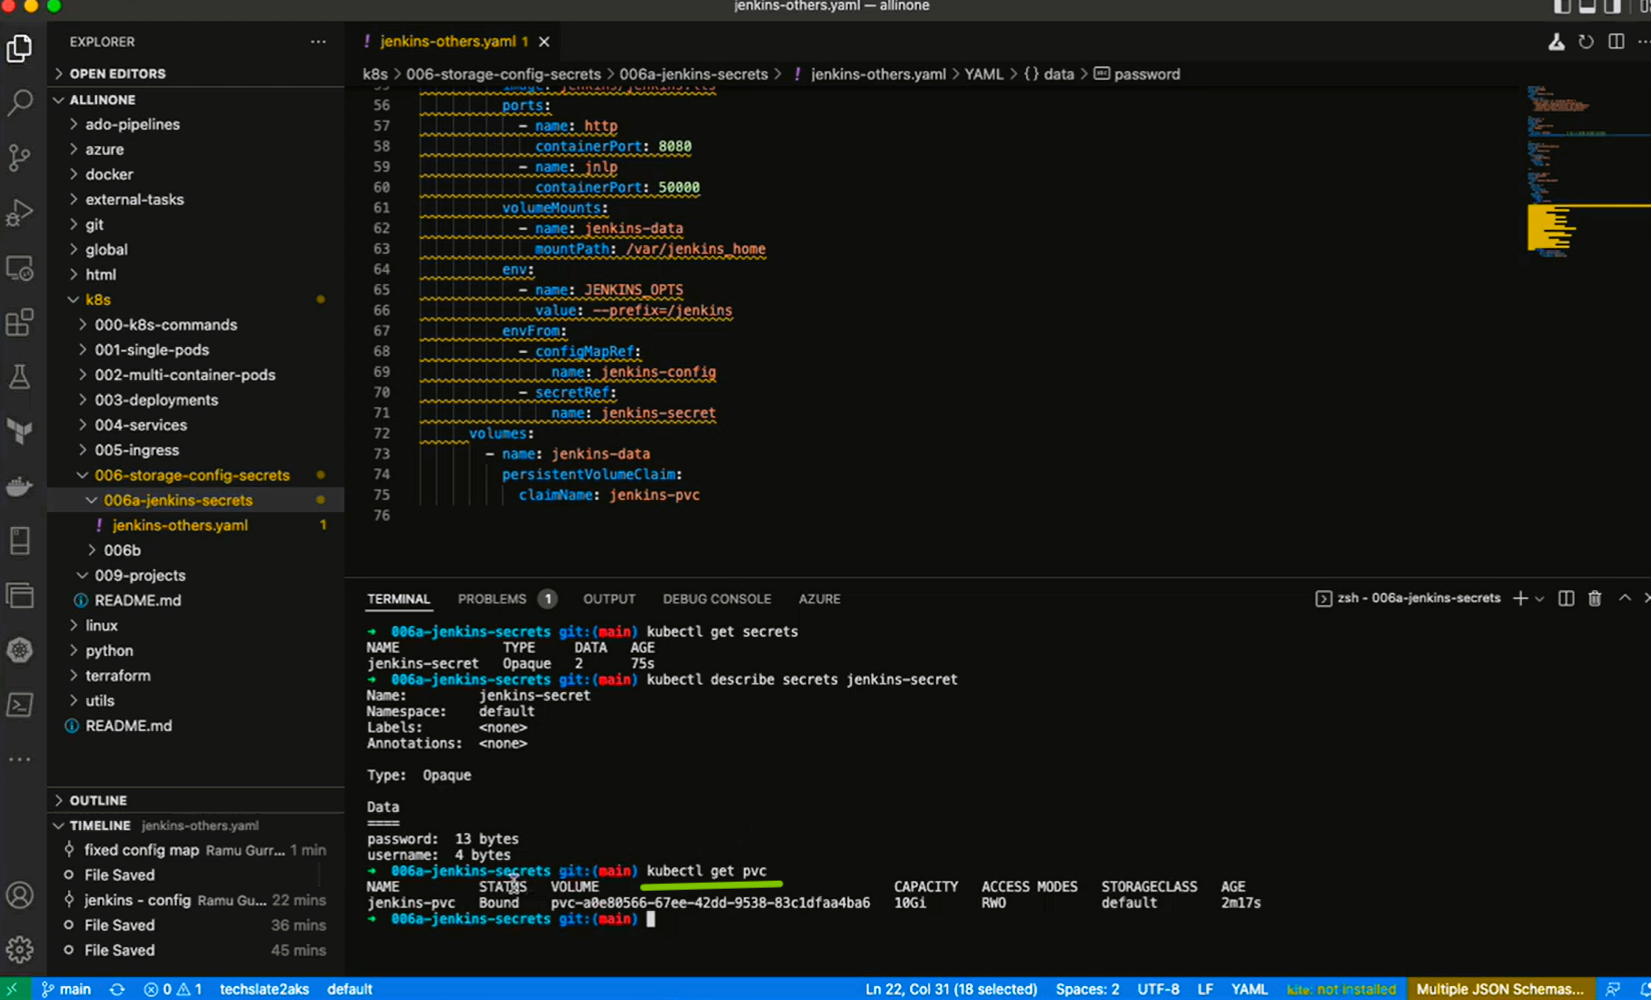 jenkins-others.yaml — allinone
EXPLORER
OPEN EDITORS
ALLINONE
ado-pipelines
azure
docker
external-tasks
git
global
html
k8s
000-k8s-commands
001-single-pods
002-multi-container-pods
003-deployments
004-services
005-ingress
006-storage-config-secrets
006a-jenkins-secrets
! jenkins-others.yaml 1
006b
009-projects
README.md
linux
python
terraform
utils
README.md
OUTLINE
TIMELINE jenkins-others.yaml
fixed config map Ramu Gurr... 1 min
File Saved
jenkins - config Ramu Gu... 22 mins
File Saved 36 mins
File Saved 45 mins
! jenkins-others.yaml 1
k8s > 006-storage-config-secrets > 006a-jenkins-secrets > ! jenkins-others.yaml > YAML > {} data > password
55 image: jenkins/jenkins:lts
56 ports:
57 - name: http
58 containerPort: 8080
59 - name: jnlp
60 containerPort: 50000
61 volumeMounts:
62 - name: jenkins-data
63 mountPath: /var/jenkins_home
64 env:
65 - name: JENKINS_OPTS
66 value: --prefix=/jenkins
67 envFrom:
68 - configMapRef:
69 name: jenkins-config
70 - secretRef:
71 name: jenkins-secret
72 volumes:
73 - name: jenkins-data
74 persistentVolumeClaim:
75 claimName: jenkins-pvc
76
TERMINAL PROBLEMS 1 OUTPUT DEBUG CONSOLE AZURE
zsh - 006a-jenkins-secrets
→ 006a-jenkins-secrets git:(main) kubectl get secrets
NAME TYPE DATA AGE
jenkins-secret Opaque 2 75s
→ 006a-jenkins-secrets git:(main) kubectl describe secrets jenkins-secret
Name: jenkins-secret
Namespace: default
Labels: <none>
Annotations: <none>
Type: Opaque
Data
====
password: 13 bytes
username: 4 bytes
→ 006a-jenkins-secrets git:(main) kubectl get pvc
NAME STATUS VOLUME CAPACITY ACCESS MODES STORAGECLASS AGE
jenkins-pvc Bound pvc-a0e80566-67ee-42dd-9538-83c1dfaa4ba6 10Gi RWO default 2m17s
→ 006a-jenkins-secrets git:(main)
main 0 1 techslate2aks default Ln 22, Col 31 (18 selected) Spaces: 2 UTF-8 LF YAML kite: not installed Multiple JSON Schemas...